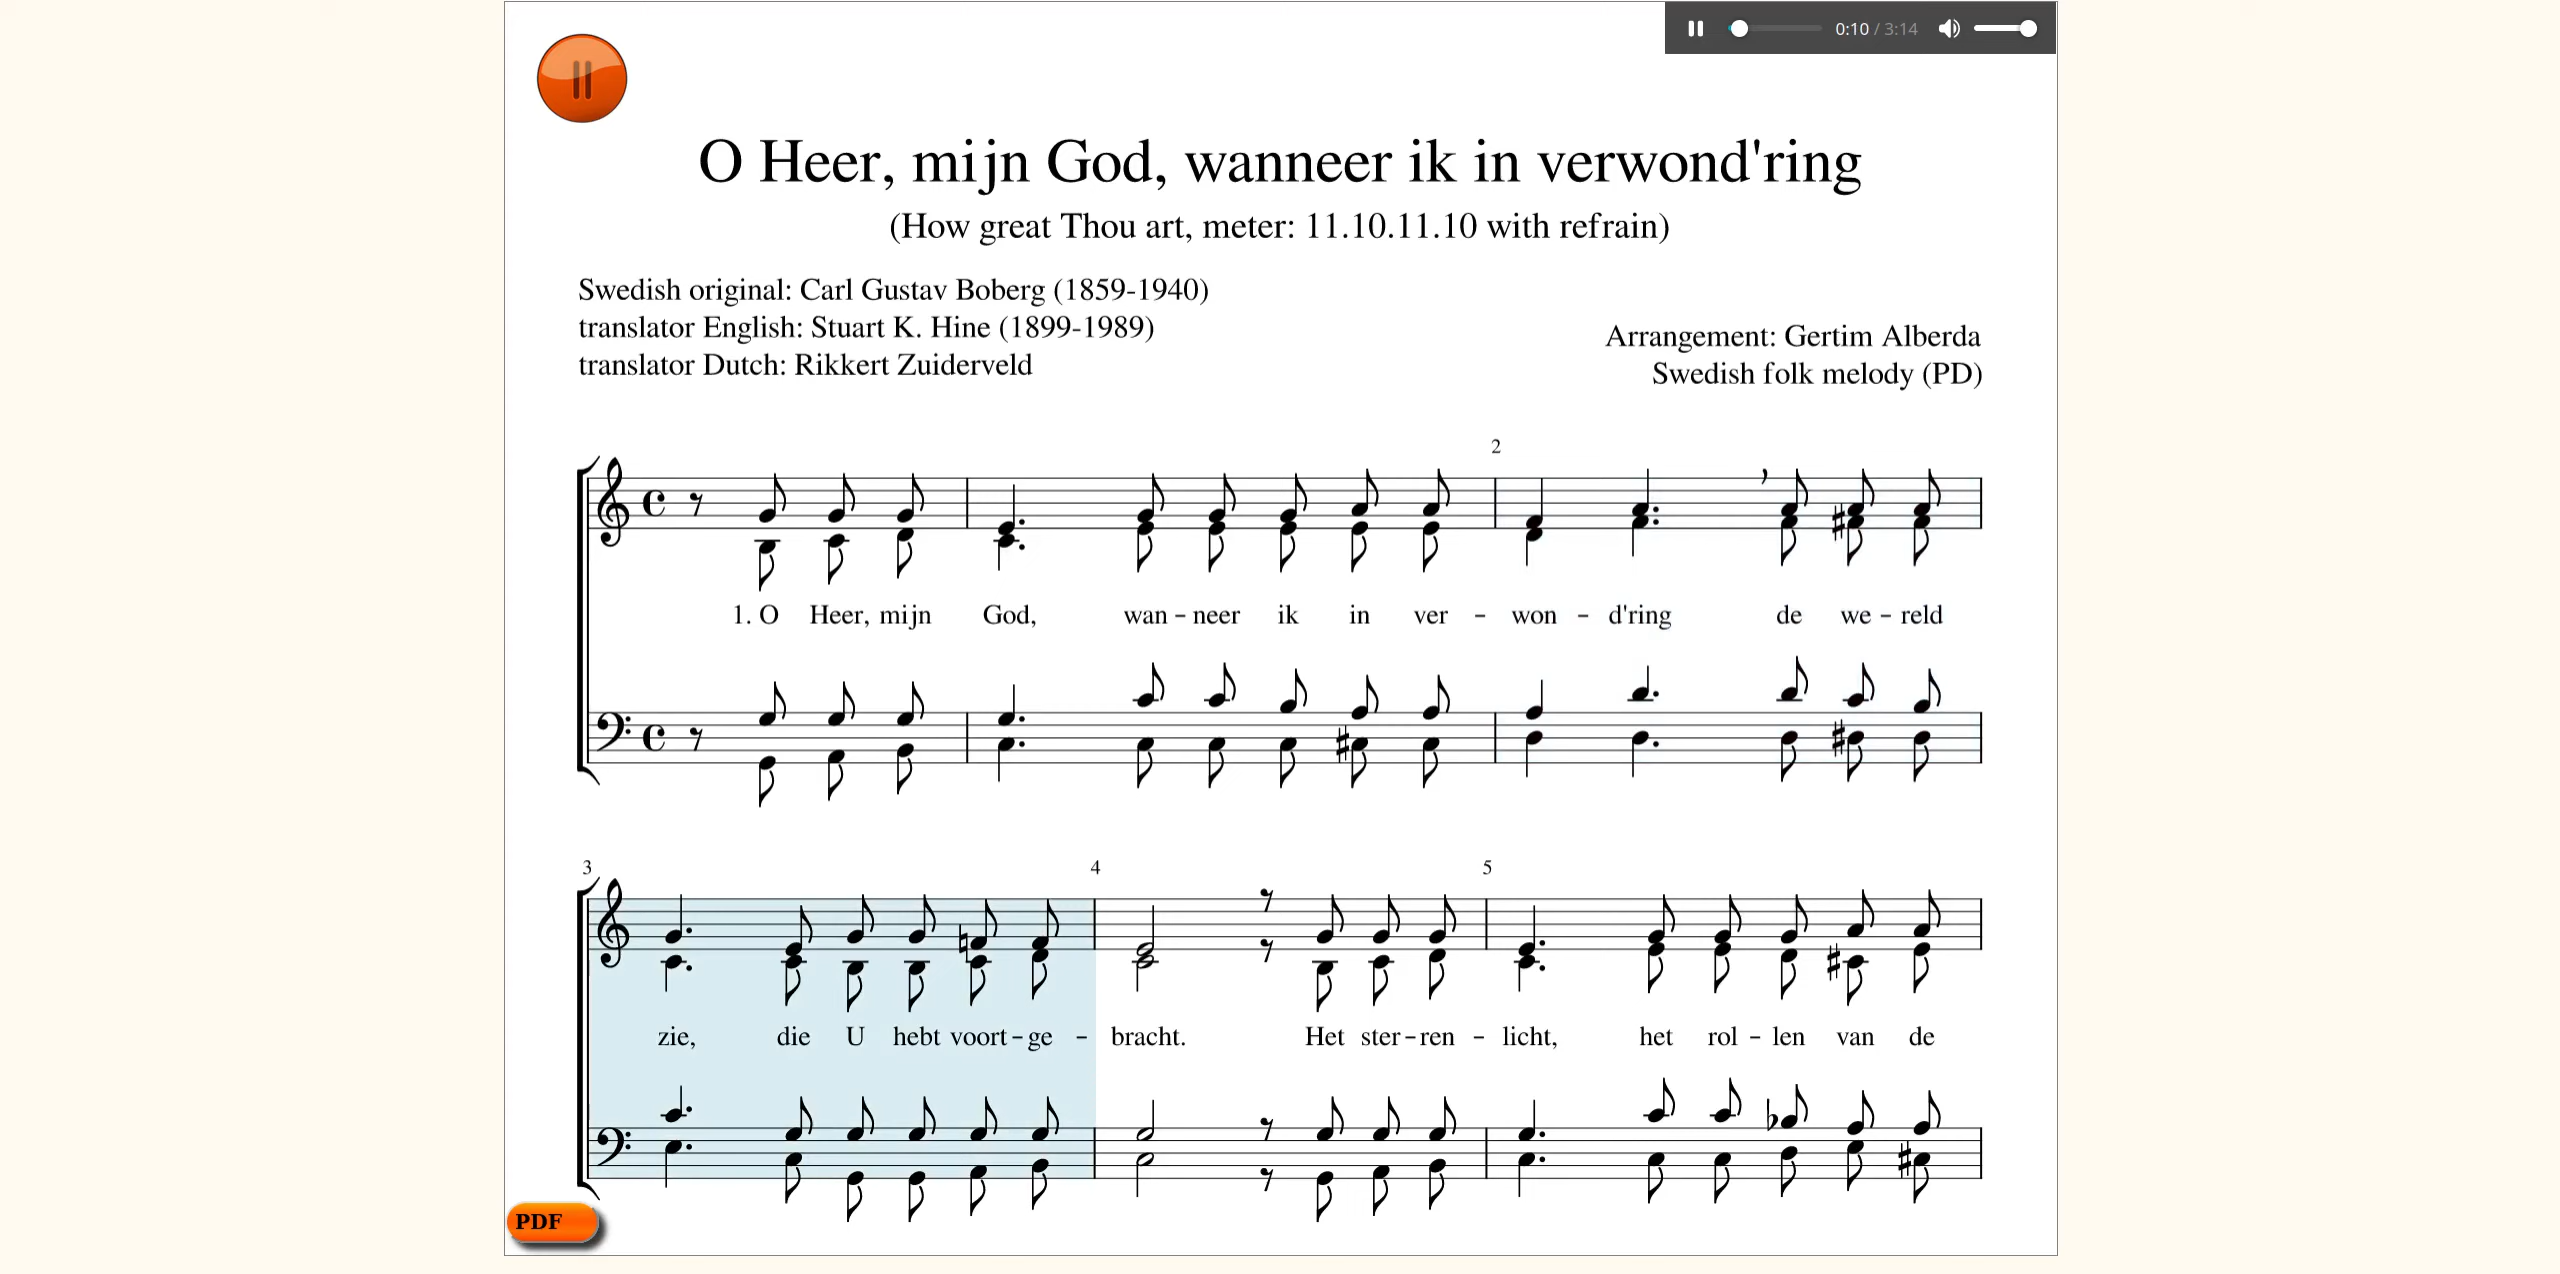 0:10 / 3:14
O Heer, mijn God, wanneer ik in verwond'ring
(How great Thou art, meter: 11.10.11.10 with refrain)
Swedish original: Carl Gustav Boberg (1859-1940)
translator English: Stuart K. Hine (1899-1989)
translator Dutch: Rikkert Zuiderveld
Arrangement: Gertim Alberda
Swedish folk melody (PD)
2
1. O Heer, mijn God, wan - neer ik in ver - won - d'ring de we - reld
3 4 5
zie, die U hebt voort - ge - bracht. Het ster - ren - licht, het rol - len van de
PDF